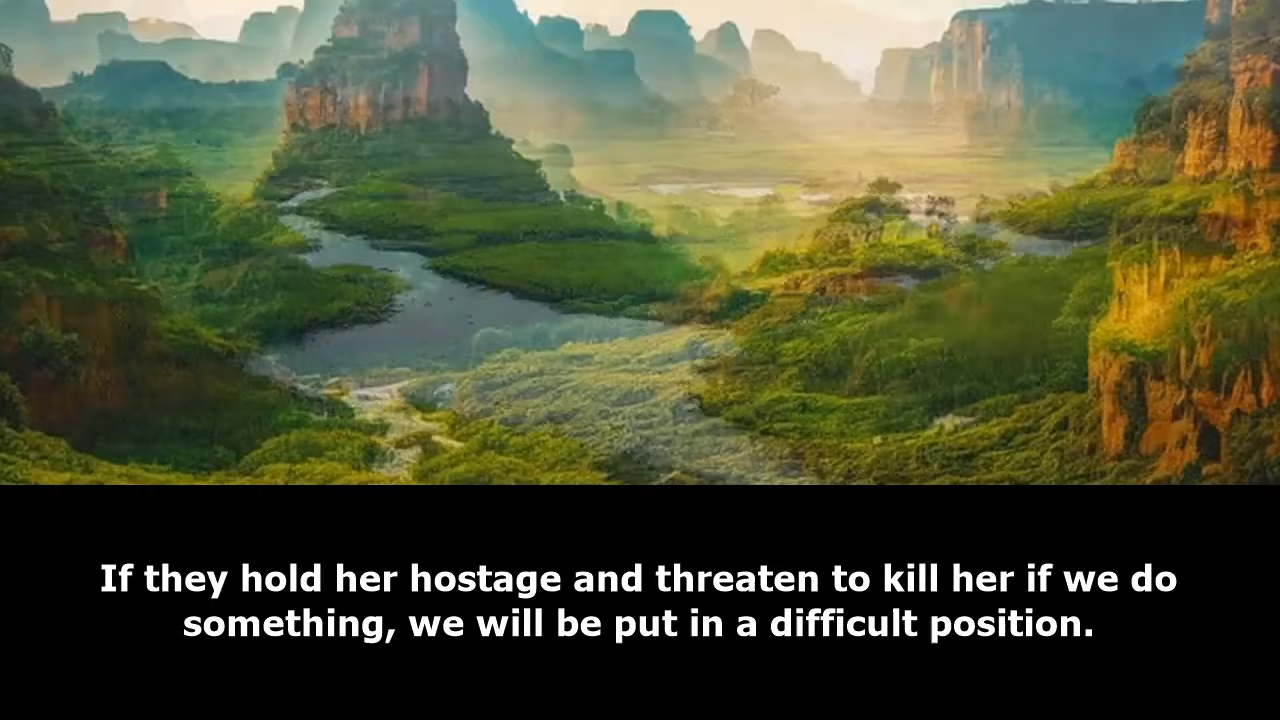 If they hold her hostage and threaten to kill her if we do
something, we will be put in a difficult position.